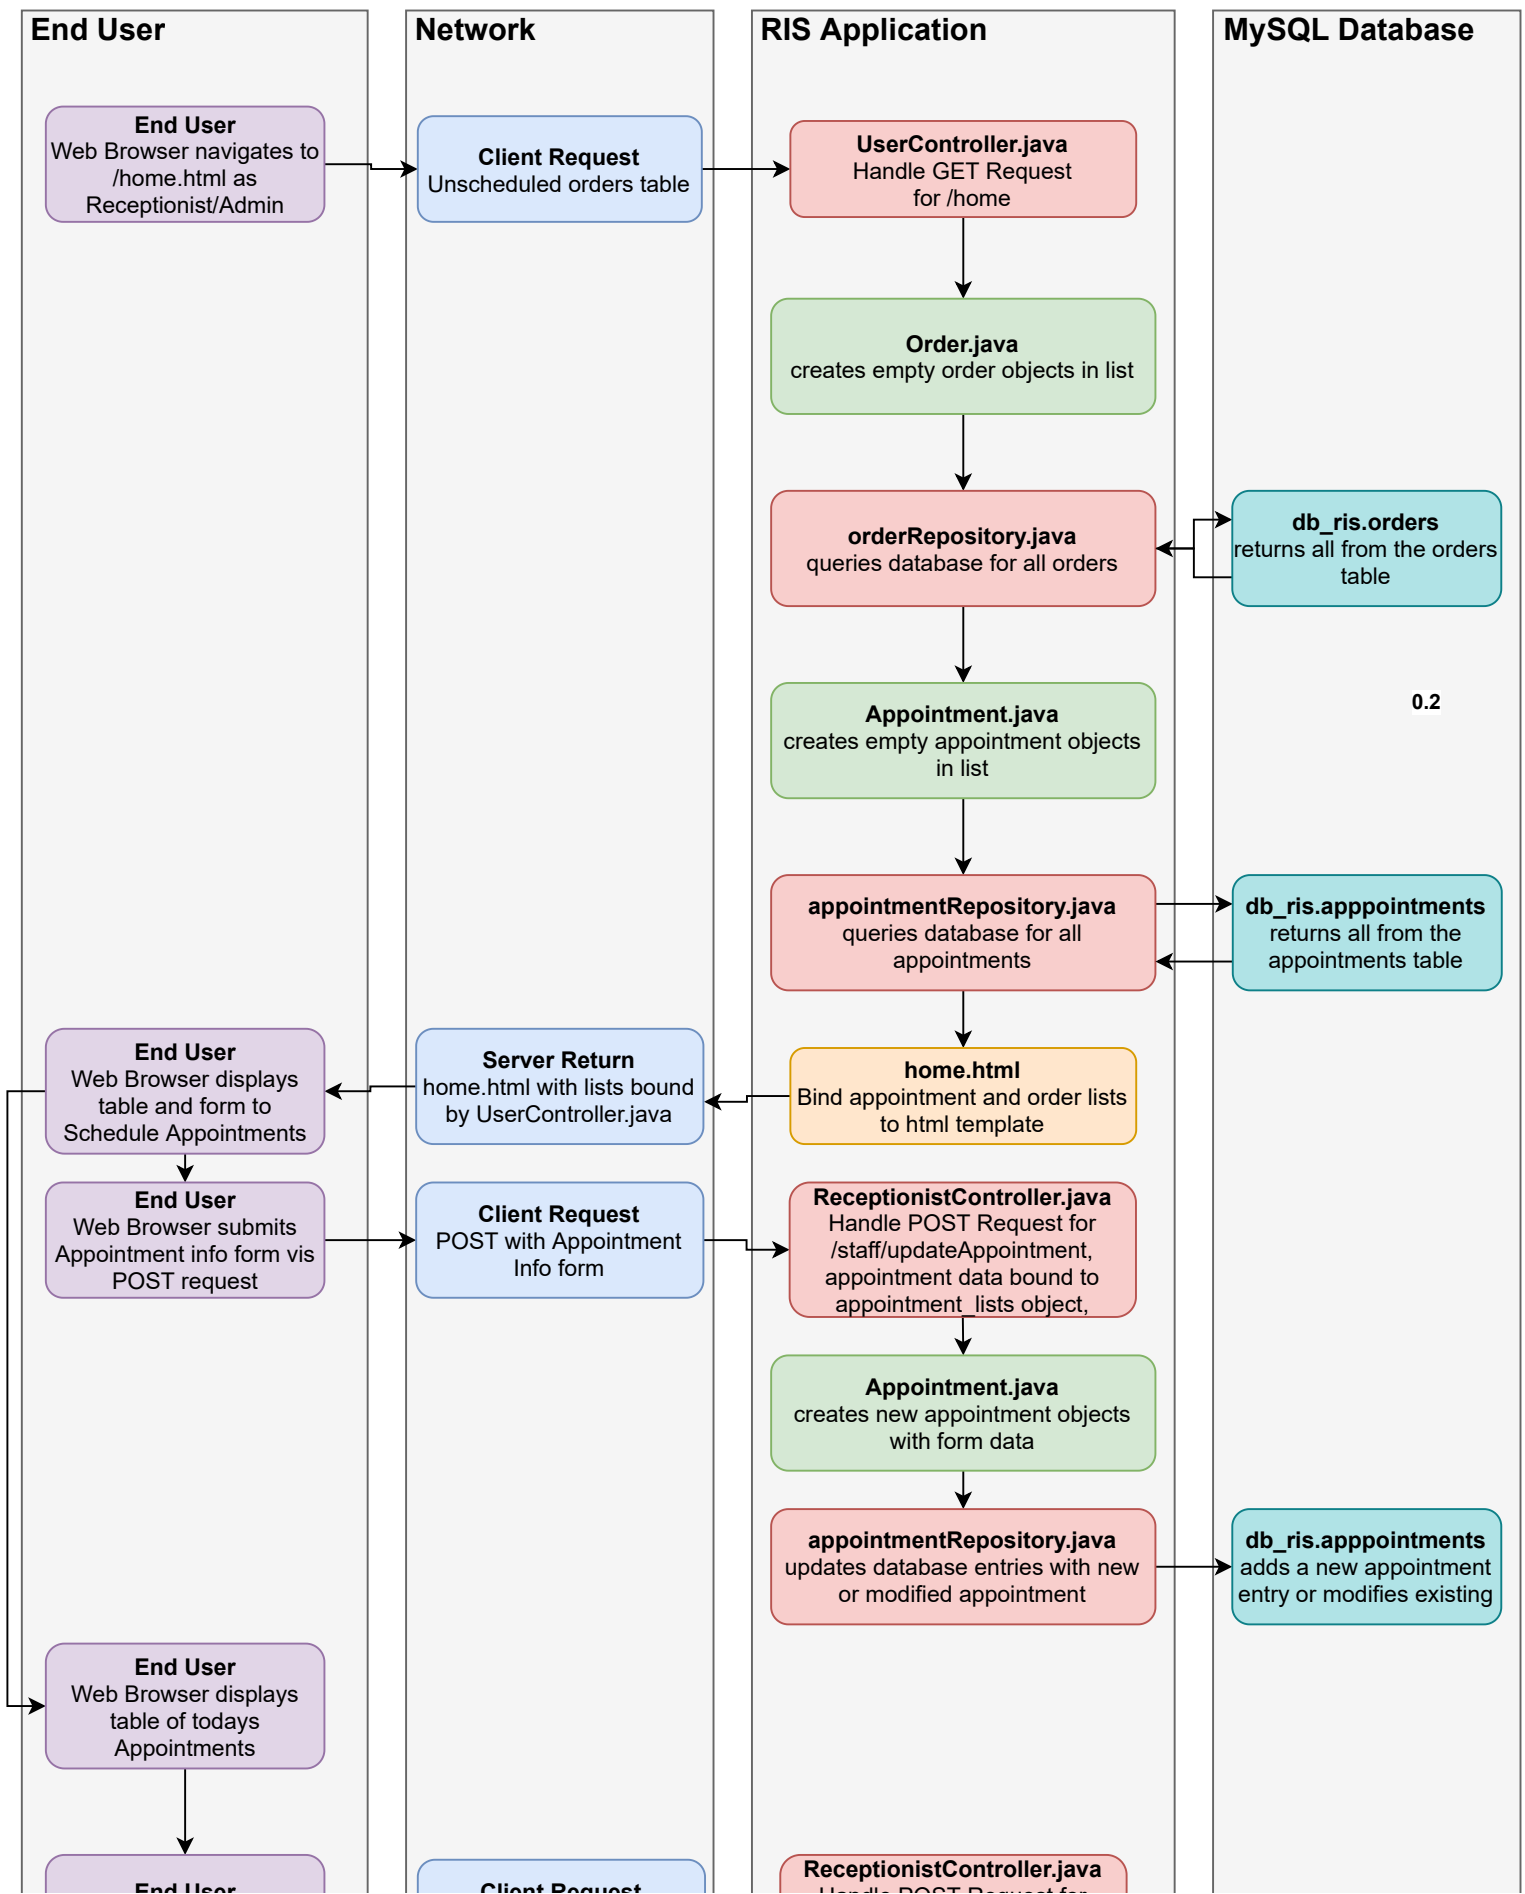 End User
Network
RIS Application
MySQL Database
End User
Web Browser navigates to
/home.html as
Receptionist/Admin
Client Request
Unscheduled orders table
UserController.java
Handle GET Request
for /home
Order.java
creates empty order objects in list
orderRepository.java
queries database for all orders
db_ris.orders
returns all from the orders
table
Appointment.java
creates empty appointment objects
in list
0.2
appointmentRepository.java
queries database for all
appointments
db_ris.apppointments
returns all from the
appointments table
End User
Web Browser displays
table and form to
Schedule Appointments
Server Return
home.html with lists bound
by UserController.java
home.html
Bind appointment and order lists
to html template
End User
Web Browser submits
Appointment info form vis
POST request
Client Request
POST with Appointment
Info form
ReceptionistController.java
Handle POST Request for
/staff/updateAppointment,
appointment data bound to
appointment_lists object,
Appointment.java
creates new appointment objects
with form data
appointmentRepository.java
updates database entries with new
or modified appointment
db_ris.apppointments
adds a new appointment
entry or modifies existing
End User
Web Browser displays
table of todays
Appointments
End User
Client Request
ReceptionistController.java
Handle POST Request for